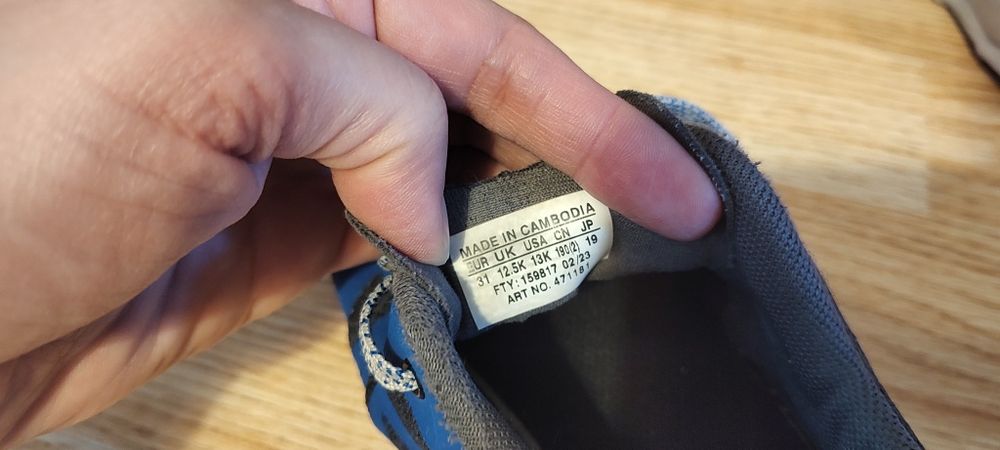 MADE IN CAMBODIA
EUR UK USA CN JP
31 12.5K 13K 190(2) 19
FTY: 159817 02/23
ART NO. 471181